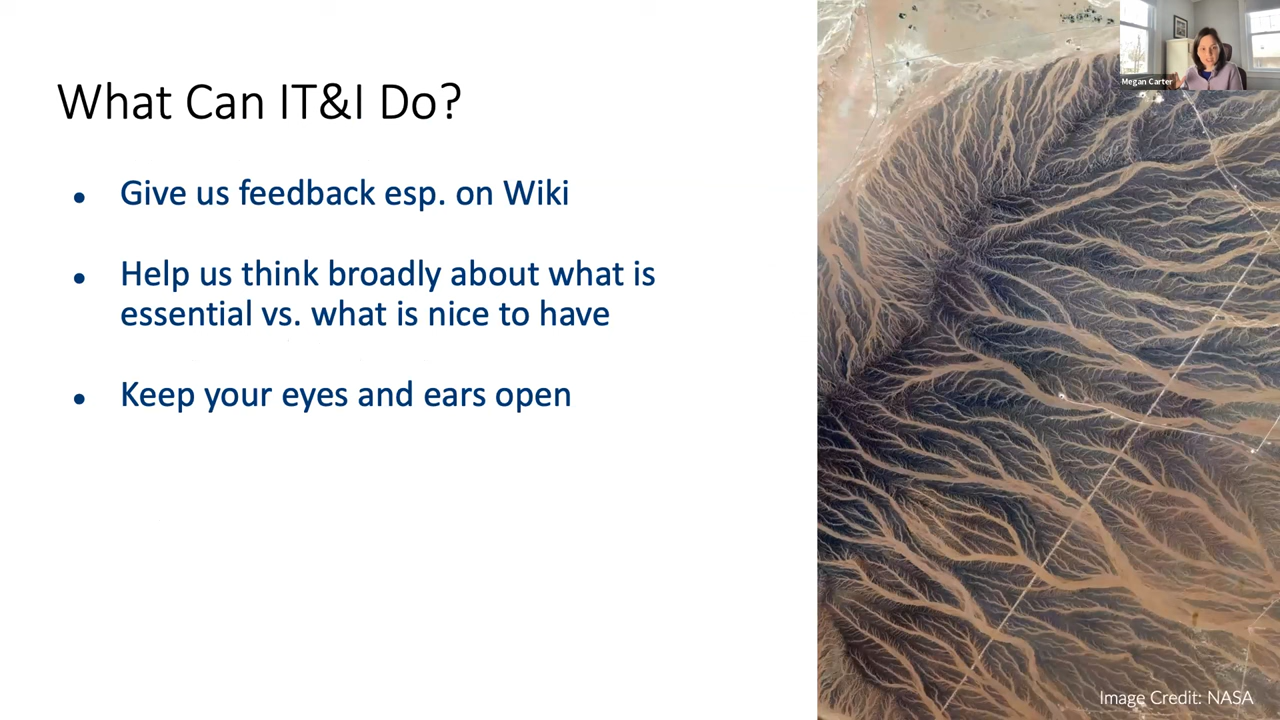 What Can IT&I Do?
• Give us feedback esp. on Wiki
• Help us think broadly about what is
essential vs. what is nice to have
• Keep your eyes and ears open
Megan Carter
Image Credit: NASA